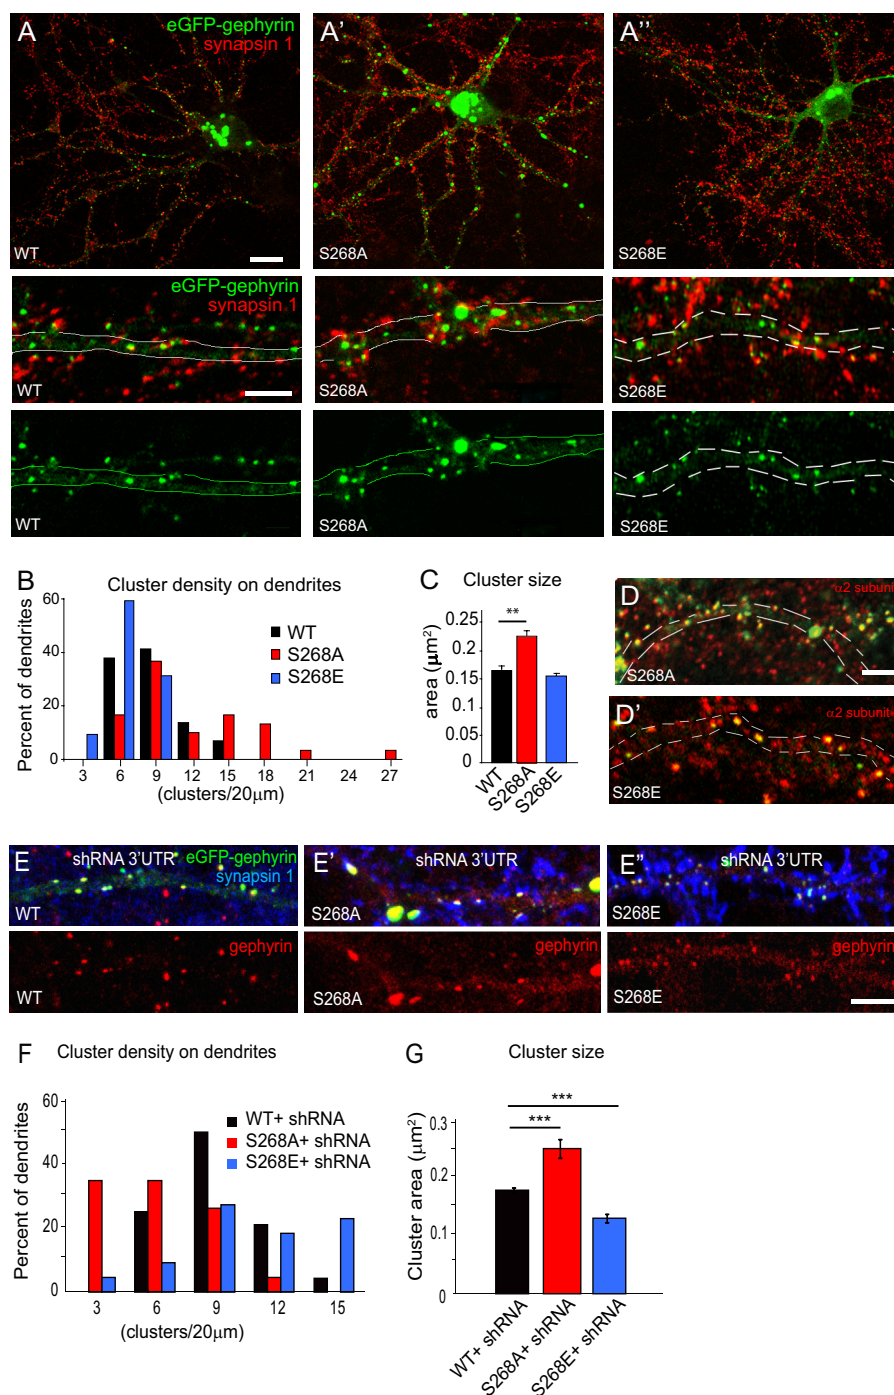 A
eGFP-gephyrin
synapsin 1
WT
A'
S268A
A''
S268E
eGFP-gephyrin
synapsin 1
WT
S268A
S268E
WT
S268A
S268E
B
Cluster density on dendrites
Percent of dendrites
60
40
20
0
WT
S268A
S268E
3 6 9 12 15 18 21 24 27
(clusters/20μm)
C
Cluster size
**
area (μm²)
0.25
0.2
0.15
0.1
0.05
0
WT
S268A
S268E
D
α2 subunit
S268A
D'
α2 subunit
S268E
E
shRNA 3'UTR
eGFP-gephyrin
synapsin 1
WT
E'
S268A
E"
shRNA 3'UTR
S268E
gephyrin
WT
gephyrin
S268A
gephyrin
S268E
F
Cluster density on dendrites
Percent of dendrites
60
40
20
0
WT+ shRNA
S268A+ shRNA
S268E+ shRNA
3 6 9 12 15
(clusters/20μm)
G
Cluster size
***
***
Cluster area (μm²)
0.3
0.2
0.1
0
WT+ shRNA
S268A+ shRNA
S268E+ shRNA